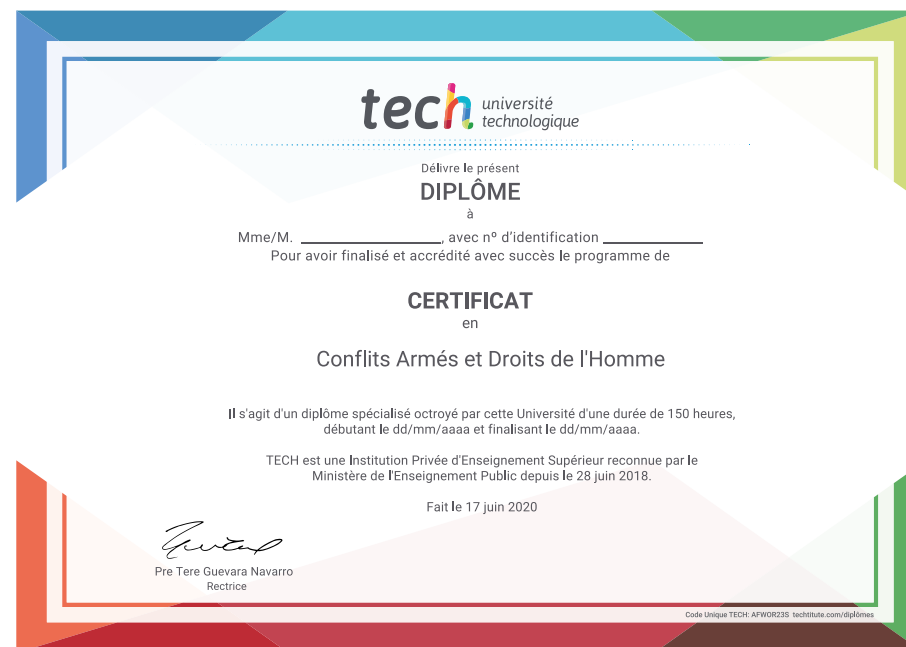 tech université
technologique
Délivre le présent
DIPLÔME
à
Mme/M. ____________________, avec nº d'identification ______________
Pour avoir finalisé et accrédité avec succès le programme de
CERTIFICAT
en
Conflits Armés et Droits de l'Homme
Il s'agit d'un diplôme spécialisé octroyé par cette Université d'une durée de 150 heures,
débutant le dd/mm/aaaa et finalisant le dd/mm/aaaa.
TECH est une Institution Privée d'Enseignement Supérieur reconnue par le
Ministère de l'Enseignement Public depuis le 28 juin 2018.
Fait le 17 juin 2020
Pre Tere Guevara Navarro
Rectrice
Code Unique TECH: AFWOR23S techtitute.com/diplômes